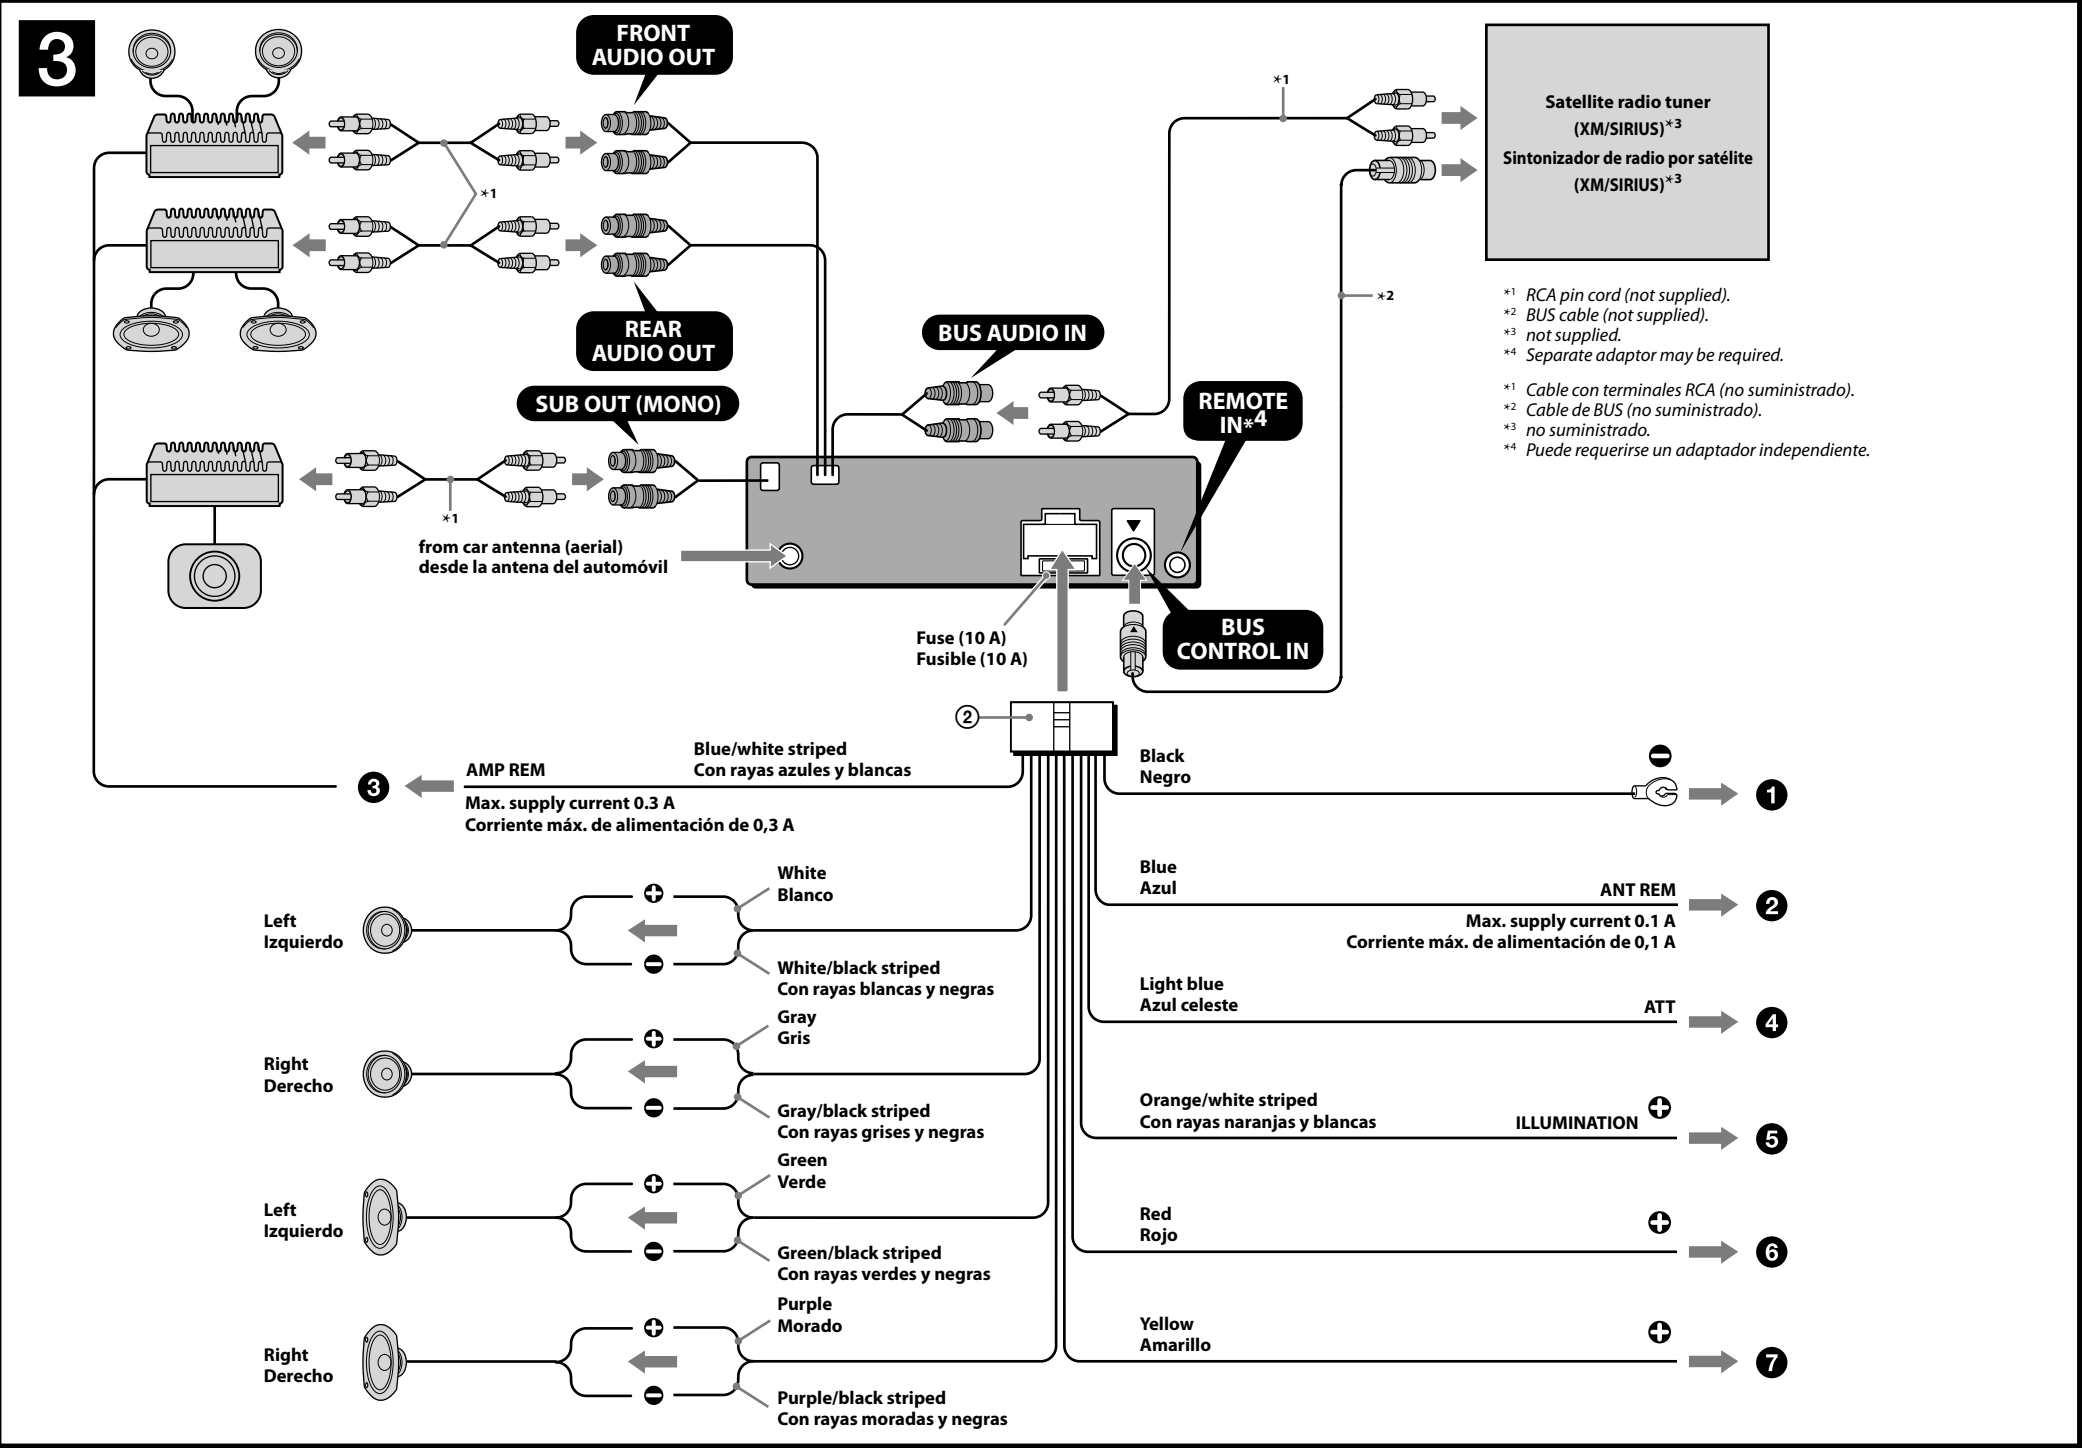 3
FRONT
AUDIO OUT
*1
REAR
AUDIO OUT
SUB OUT (MONO)
*1
from car antenna (aerial)
desde la antena del automóvil
BUS AUDIO IN
*1
REMOTE
IN*4
*2
Satellite radio tuner
(XM/SIRIUS)*3
Sintonizador de radio por satélite
(XM/SIRIUS)*3
*1 RCA pin cord (not supplied).
*2 BUS cable (not supplied).
*3 not supplied.
*4 Separate adaptor may be required.
*1 Cable con terminales RCA (no suministrado).
*2 Cable de BUS (no suministrado).
*3 no suministrado.
*4 Puede requerirse un adaptador independiente.
Fuse (10 A)
Fusible (10 A)
BUS
CONTROL IN
2
3
AMP REM
Blue/white striped
Con rayas azules y blancas
Max. supply current 0.3 A
Corriente máx. de alimentación de 0,3 A
Left
Izquierdo
White
Blanco
White/black striped
Con rayas blancas y negras
Right
Derecho
Gray
Gris
Gray/black striped
Con rayas grises y negras
Left
Izquierdo
Green
Verde
Green/black striped
Con rayas verdes y negras
Right
Derecho
Purple
Morado
Purple/black striped
Con rayas moradas y negras
Black
Negro
1
Blue
Azul
ANT REM
2
Max. supply current 0.1 A
Corriente máx. de alimentación de 0,1 A
Light blue
Azul celeste
ATT
4
Orange/white striped
Con rayas naranjas y blancas
ILLUMINATION
5
Red
Rojo
6
Yellow
Amarillo
7